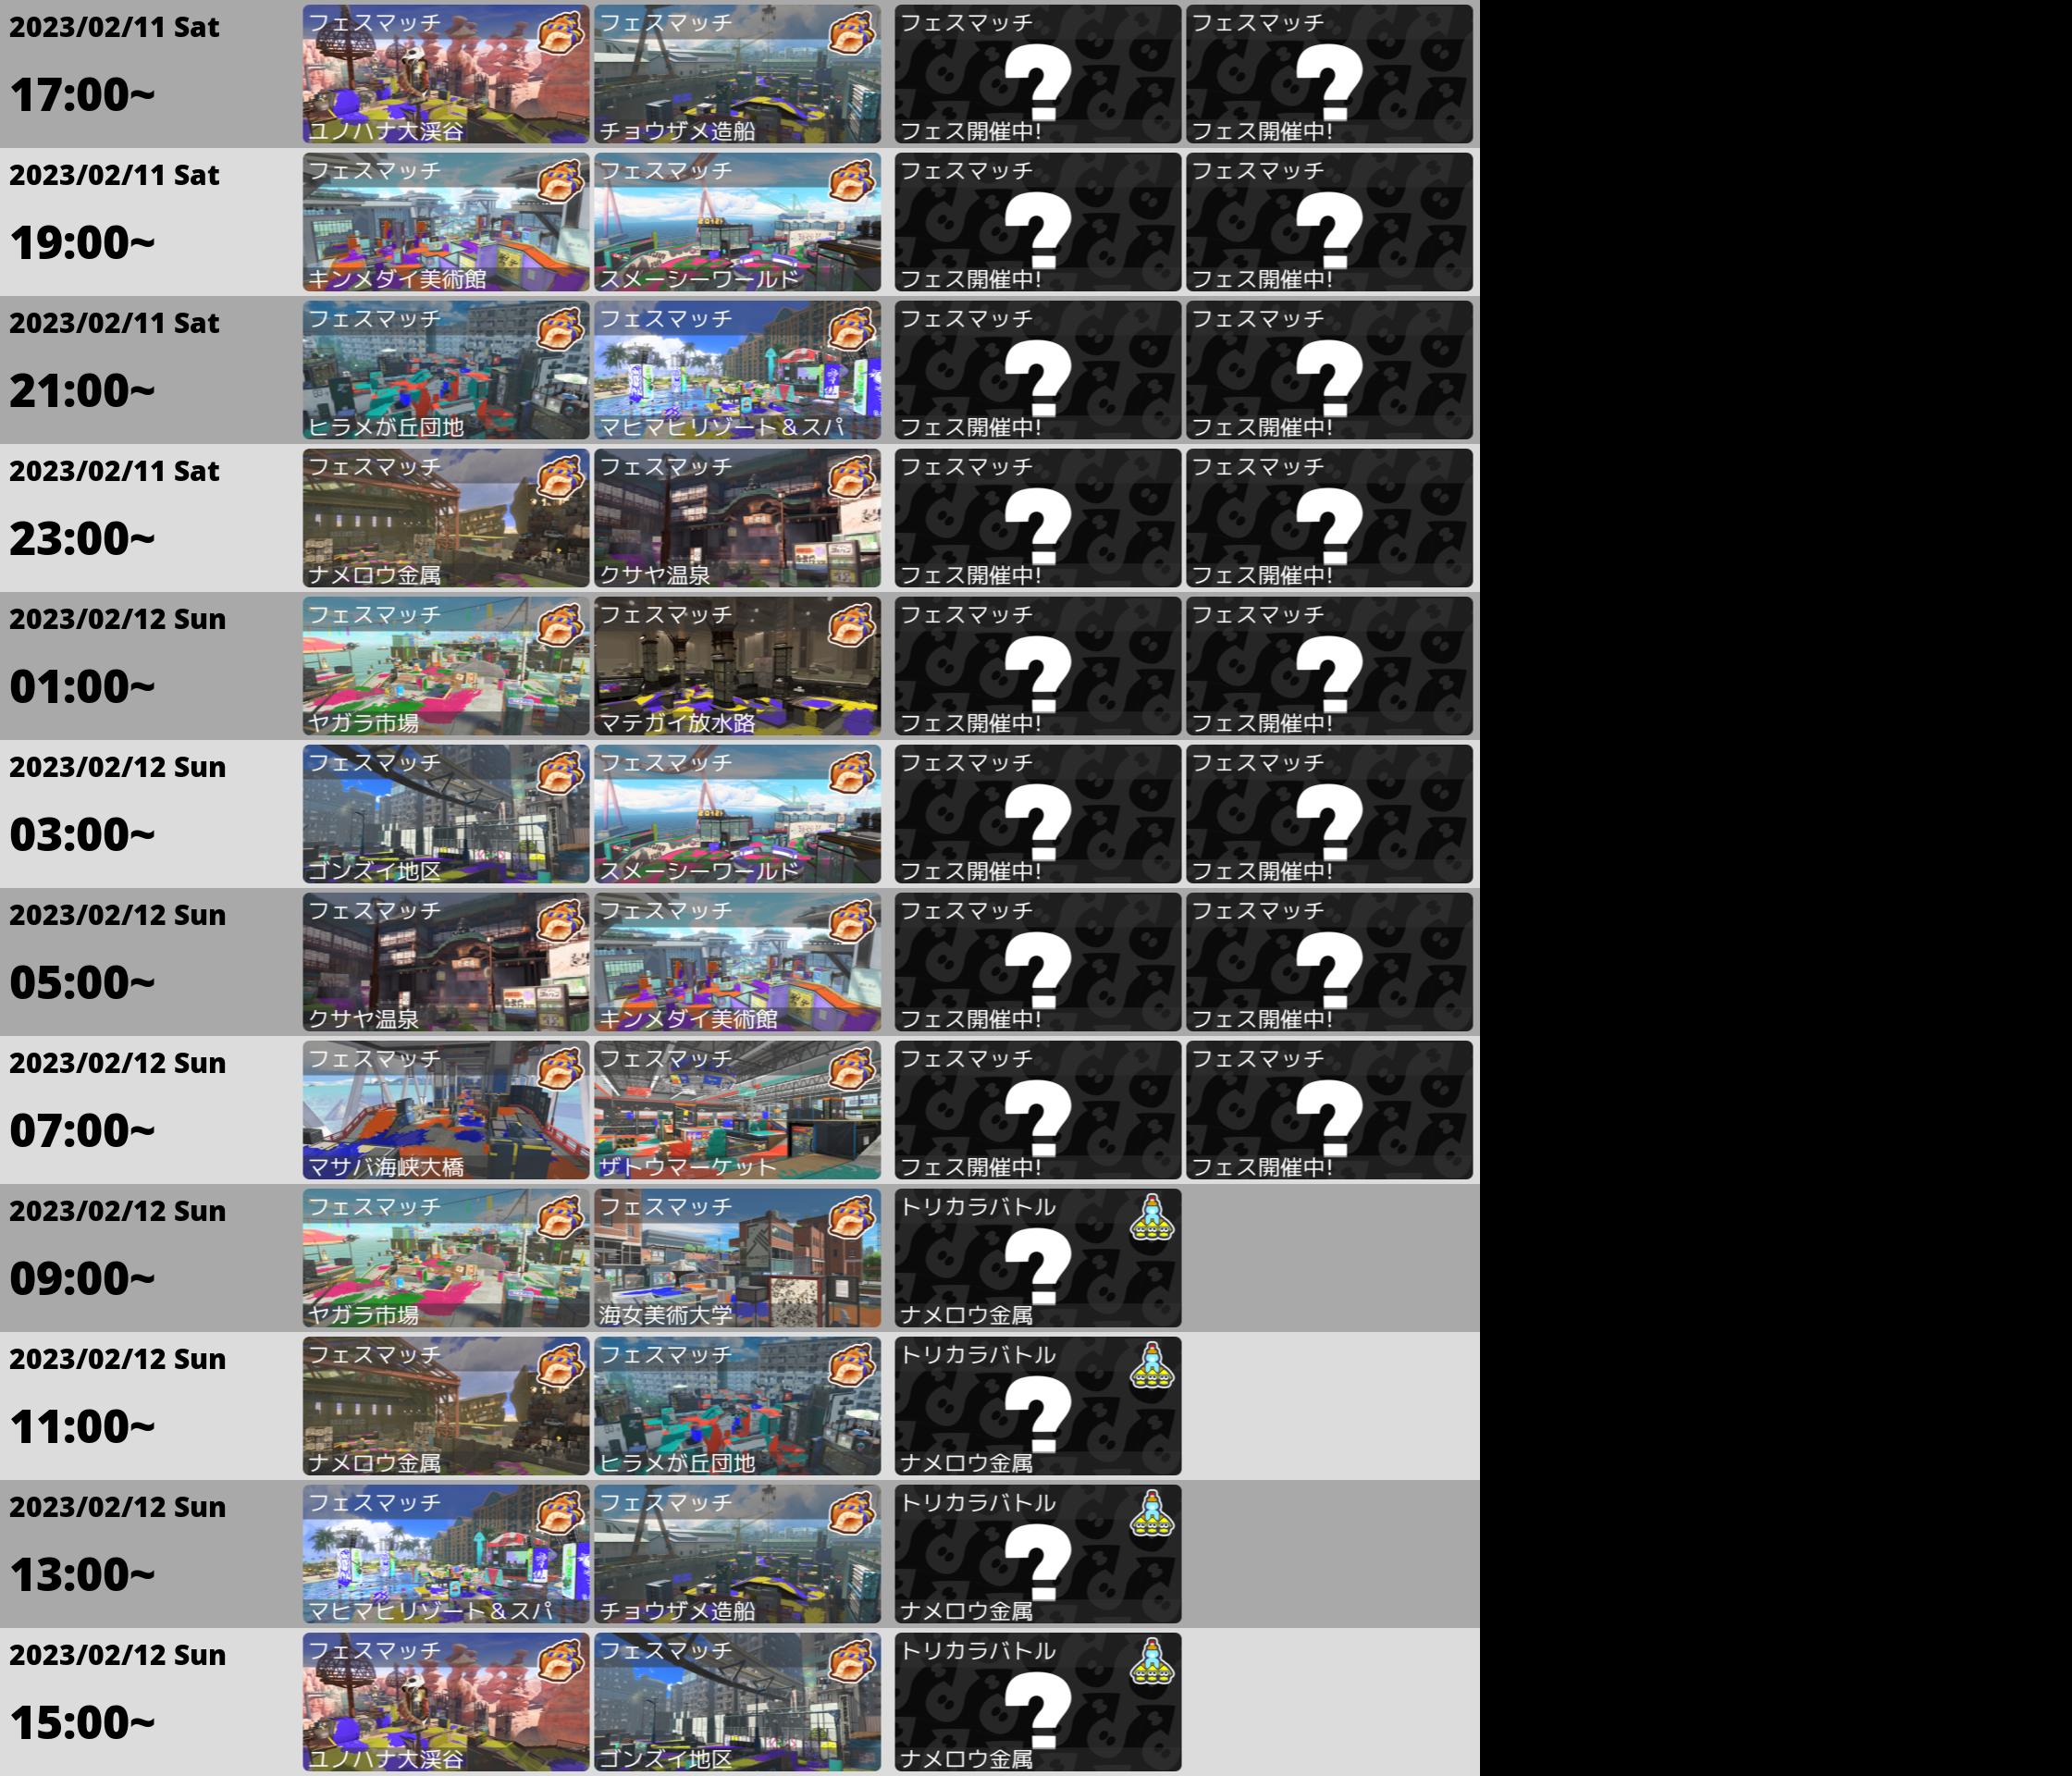 2023/02/11 Sat
17:00~
フェスマッチ
ユノハナ大渓谷
フェスマッチ
チョウザメ造船
フェスマッチ
?
フェス開催中!
フェスマッチ
?
フェス開催中!
2023/02/11 Sat
19:00~
フェスマッチ
キンメダイ美術館
フェスマッチ
スメーシーワールド
フェスマッチ
?
フェス開催中!
フェスマッチ
?
フェス開催中!
2023/02/11 Sat
21:00~
フェスマッチ
ヒラメが丘団地
フェスマッチ
マヒマヒリゾート&スパ
フェスマッチ
?
フェス開催中!
フェスマッチ
?
フェス開催中!
2023/02/11 Sat
23:00~
フェスマッチ
ナメロウ金属
フェスマッチ
クサヤ温泉
フェスマッチ
?
フェス開催中!
フェスマッチ
?
フェス開催中!
2023/02/12 Sun
01:00~
フェスマッチ
ヤガラ市場
フェスマッチ
マテガイ放水路
フェスマッチ
?
フェス開催中!
フェスマッチ
?
フェス開催中!
2023/02/12 Sun
03:00~
フェスマッチ
ゴンズイ地区
フェスマッチ
スメーシーワールド
フェスマッチ
?
フェス開催中!
フェスマッチ
?
フェス開催中!
2023/02/12 Sun
05:00~
フェスマッチ
クサヤ温泉
フェスマッチ
キンメダイ美術館
フェスマッチ
?
フェス開催中!
フェスマッチ
?
フェス開催中!
2023/02/12 Sun
07:00~
フェスマッチ
マサバ海峡大橋
フェスマッチ
ザトウマーケット
フェスマッチ
?
フェス開催中!
フェスマッチ
?
フェス開催中!
2023/02/12 Sun
09:00~
フェスマッチ
ヤガラ市場
フェスマッチ
海女美術大学
トリカラバトル
?
ナメロウ金属
2023/02/12 Sun
11:00~
フェスマッチ
ナメロウ金属
フェスマッチ
ヒラメが丘団地
トリカラバトル
?
ナメロウ金属
2023/02/12 Sun
13:00~
フェスマッチ
マヒマヒリゾート&スパ
フェスマッチ
チョウザメ造船
トリカラバトル
?
ナメロウ金属
2023/02/12 Sun
15:00~
フェスマッチ
ユノハナ大渓谷
フェスマッチ
ゴンズイ地区
トリカラバトル
?
ナメロウ金属